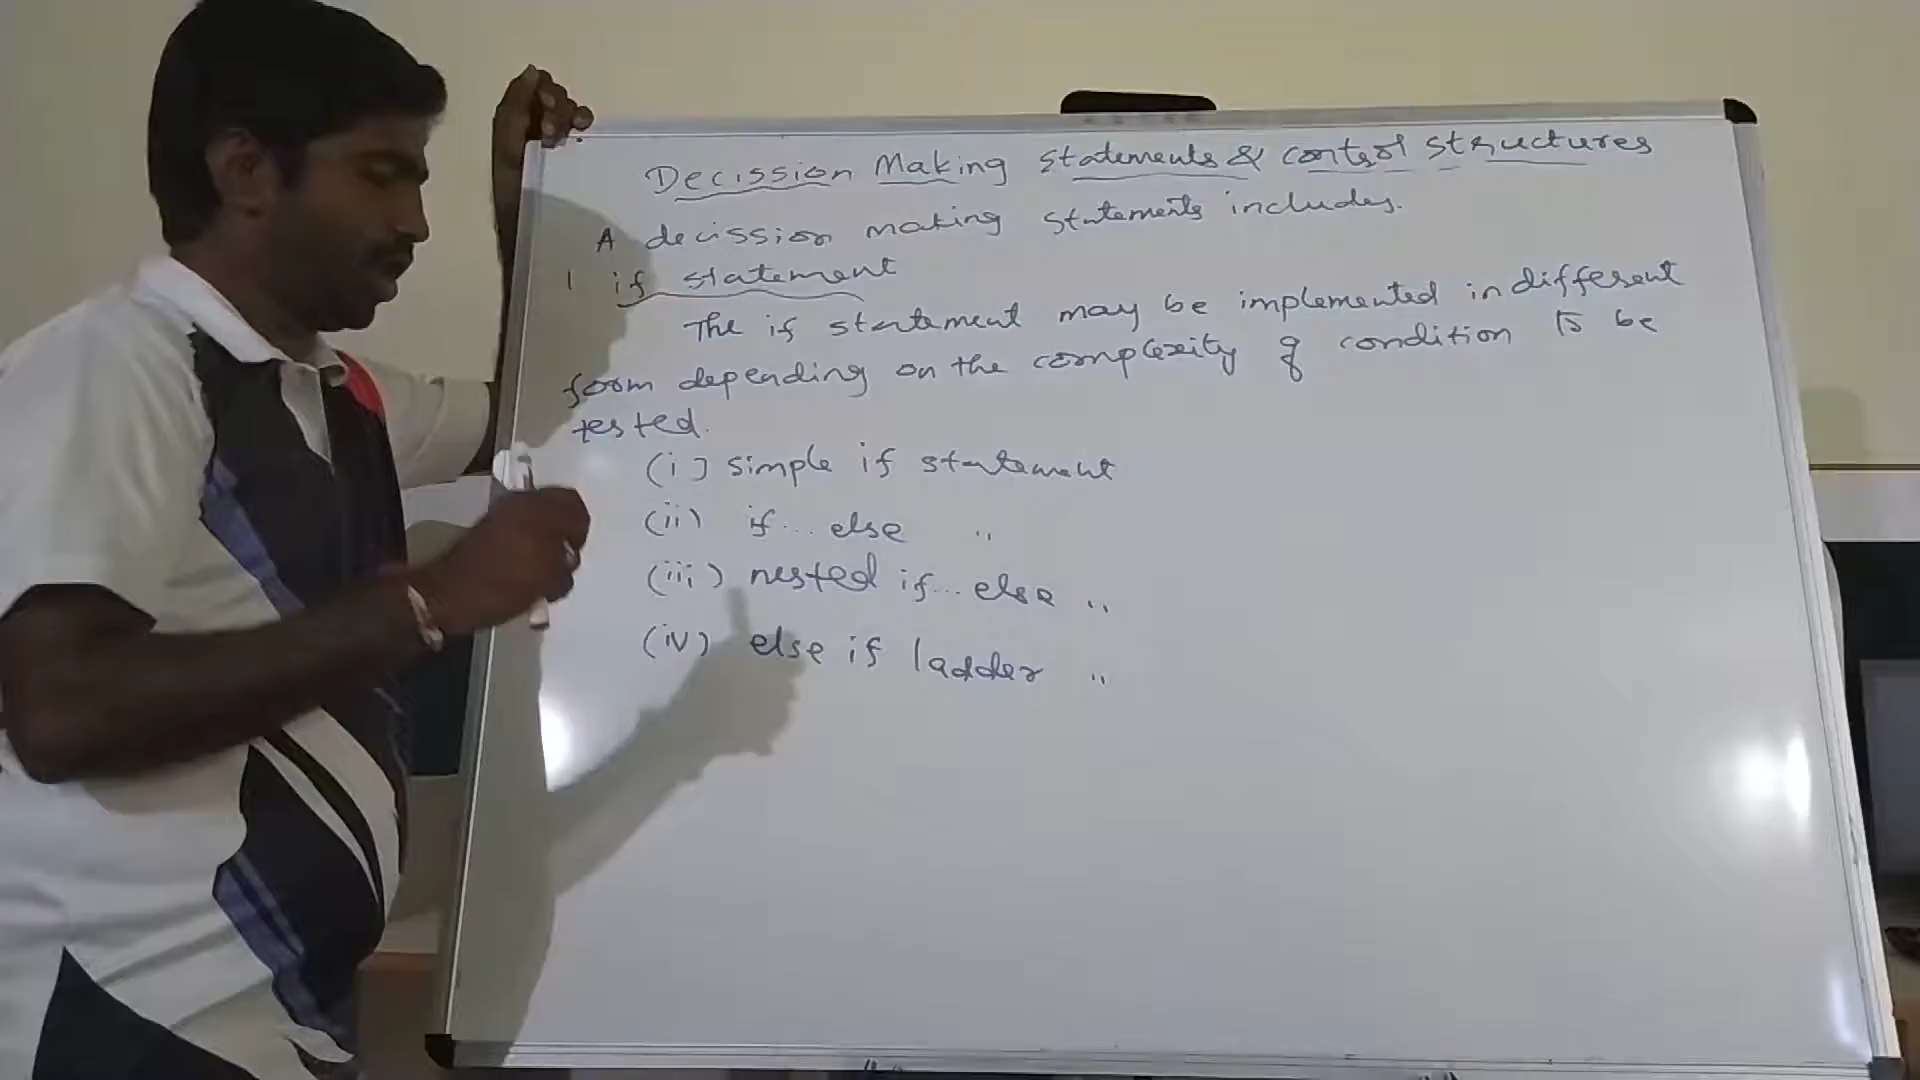 Decission Making statements & control structures
A decission making statements includes.
1 if statement
The if statement may be implemented in different
form depending on the complexity of condition to be
tested.
(i) simple if statement
(ii) if... else "
(iii) nested if... else "
(iv) else if ladder "